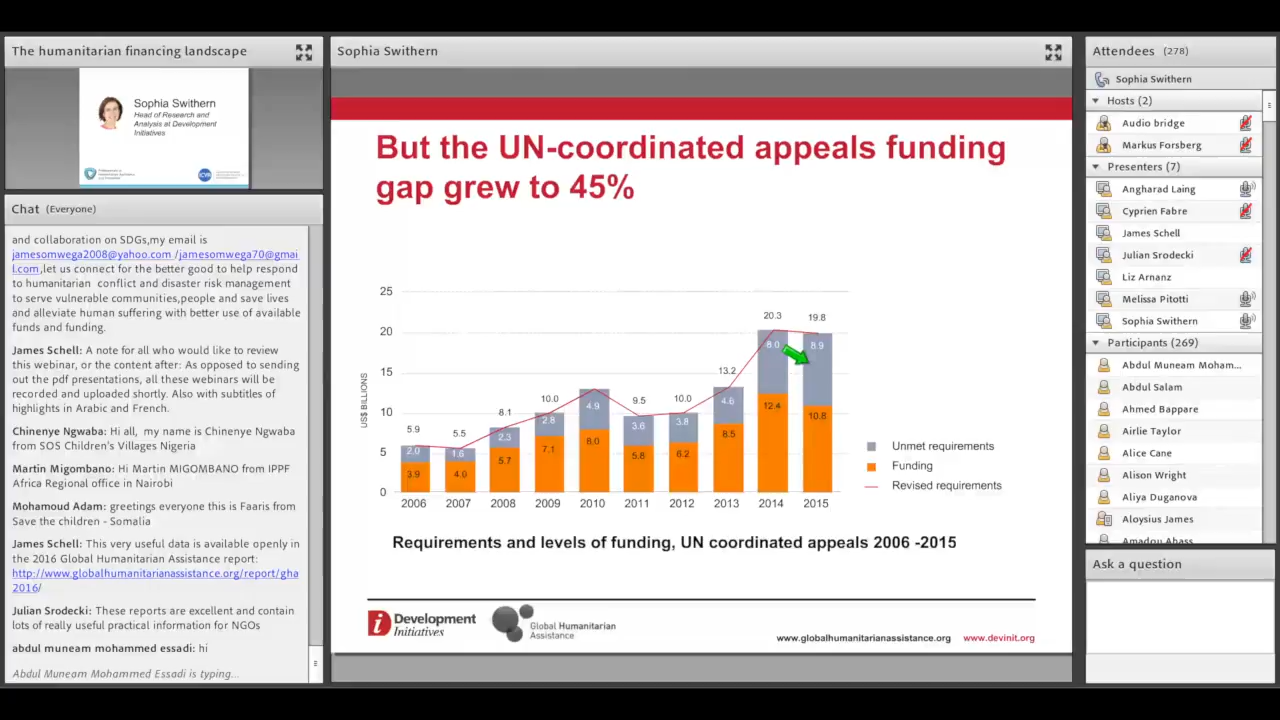 The humanitarian financing landscape
Sophia Swithern
Head of Research and
Analysis at Development
Initiatives
Chat (Everyone)
and collaboration on SDGs,my email is
jamesomwega2008@yahoo.com /jamesomwega70@gmai
l.com,let us connect for the better good to help respond
to humanitarian conflict and disaster risk management
to serve vulnerable communities,people and save lives
and alleviate human suffering with better use of available
funds and funding.
James Schell: A note for all who would like to review
this webinar, or the content after: As opposed to sending
out the pdf presentations, all these webinars will be
recorded and uploaded shortly. Also with subtitles of
highlights in Arabic and French.
Chinenye Ngwaba: Hi all, my name is Chinenye Ngwaba
from SOS Children's Villages Nigeria
Martin Migombano: Hi Martin MIGOMBANO from IPPF
Africa Regional office in Nairobi
Mohamoud Adam: greetings everyone this is Faaris from
Save the children - Somalia
James Schell: This very useful data is available openly in
the 2016 Global Humanitarian Assistance report:
http://www.globalhumanitarianassistance.org/report/gha
2016/
Julian Srodecki: These reports are excellent and contain
lots of really useful practical information for NGOs
abdul muneam mohammed essadi: hi
Abdul Muneam Mohammed Essadi is typing...
Sophia Swithern
But the UN-coordinated appeals funding
gap grew to 45%
US$ BILLIONS
25
20
15
10
5
0
5.9 5.5 8.1 10.0 9.5 10.0 13.2 20.3 19.8
2.0 1.6 2.3 2.8 4.9 3.6 3.8 4.6 8.0 8.9
3.9 4.0 5.7 7.1 8.0 5.8 6.2 8.5 12.4 10.8
2006 2007 2008 2009 2010 2011 2012 2013 2014 2015
Unmet requirements
Funding
Revised requirements
Requirements and levels of funding, UN coordinated appeals 2006 -2015
Development
Initiatives
Global Humanitarian
Assistance
www.globalhumanitarianassistance.org www.devinit.org
Attendees (278)
Sophia Swithern
Hosts (2)
Audio bridge
Markus Forsberg
Presenters (7)
Angharad Laing
Cyprien Fabre
James Schell
Julian Srodecki
Liz Arnanz
Melissa Pitotti
Sophia Swithern
Participants (269)
Abdul Muneam Moham...
Abdul Salam
Ahmed Bappare
Airlie Taylor
Alice Cane
Alison Wright
Aliya Duganova
Aloysius James
Amadou Abass
Ask a question